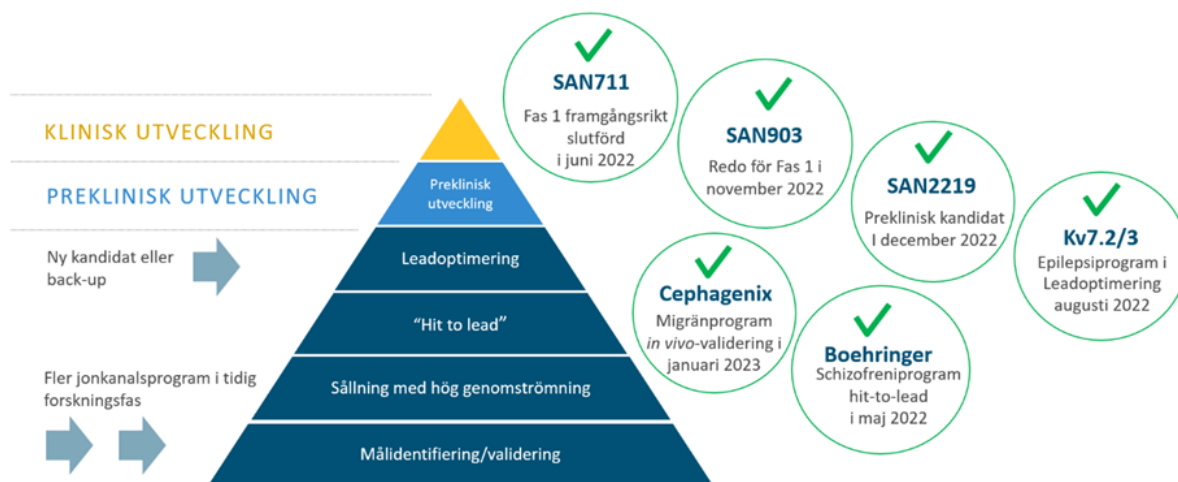 KLINISK UTVECKLING
PREKLINISK UTVECKLING
Ny kandidat eller
back-up
Fler jonkanalsprogram i tidig
forskningsfas
Preklinisk
utveckling
Leadoptimering
“Hit to lead”
Sållning med hög genomströmning
Målidentifiering/validering
SAN711
Fas 1 framgångsrikt
slutförd
i juni 2022
SAN903
Redo för Fas 1 i
november 2022
SAN2219
Preklinisk kandidat
I december 2022
Kv7.2/3
Epilepsiprogram i
Leadoptimering
augusti 2022
Cephagenix
Migränprogram
in vivo-validering i
januari 2023
Boehringer
Schizofreniprogram
hit-to-lead
i maj 2022